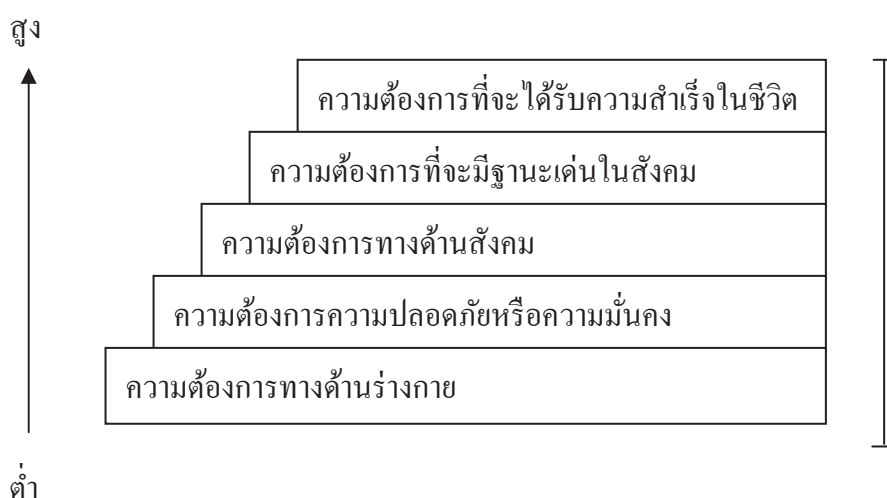 สูง
ความต้องการที่จะได้รับความสำเร็จในชีวิต
ความต้องการที่จะมีฐานะเด่นในสังคม
ความต้องการทางด้านสังคม
ความต้องการความปลอดภัยหรือความมั่นคง
ความต้องการทางด้านร่างกาย
ต่ำ